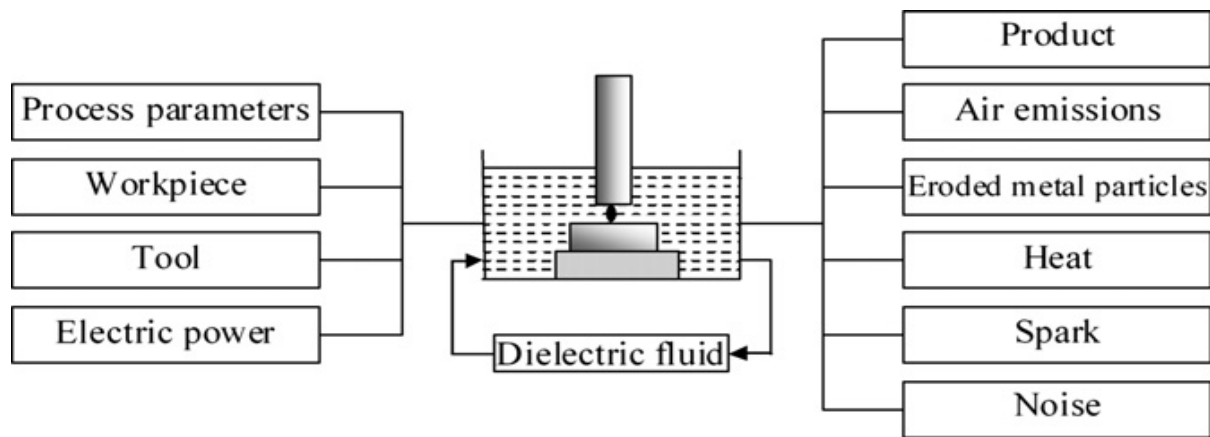 Process parameters
Workpiece
Tool
Electric power
Dielectric fluid
Product
Air emissions
Eroded metal particles
Heat
Spark
Noise